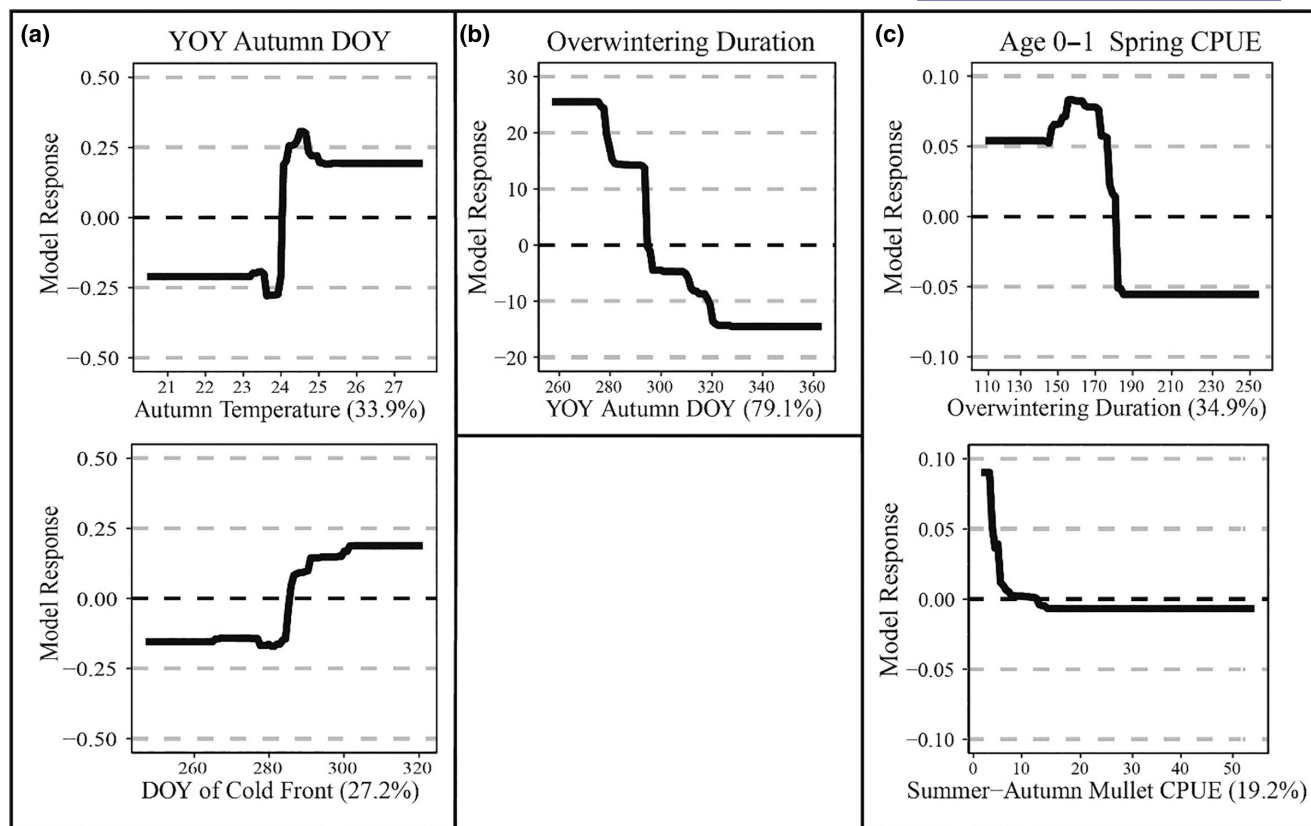 (a)
YOY Autumn DOY
0.50
0.25
0.00
−0.25
−0.50
Model Response
21 22 23 24 25 26 27
Autumn Temperature (33.9%)
0.50
0.25
0.00
−0.25
−0.50
Model Response
260 280 300 320
DOY of Cold Front (27.2%)
(b)
Overwintering Duration
30
20
10
0
−10
−20
Model Response
260 280 300 320 340 360
YOY Autumn DOY (79.1%)
(c)
Age 0−1 Spring CPUE
0.10
0.05
0.00
−0.05
−0.10
Model Response
110 130 150 170 190 210 230 250
Overwintering Duration (34.9%)
0.10
0.05
0.00
−0.05
−0.10
Model Response
0 10 20 30 40 50
Summer−Autumn Mullet CPUE (19.2%)